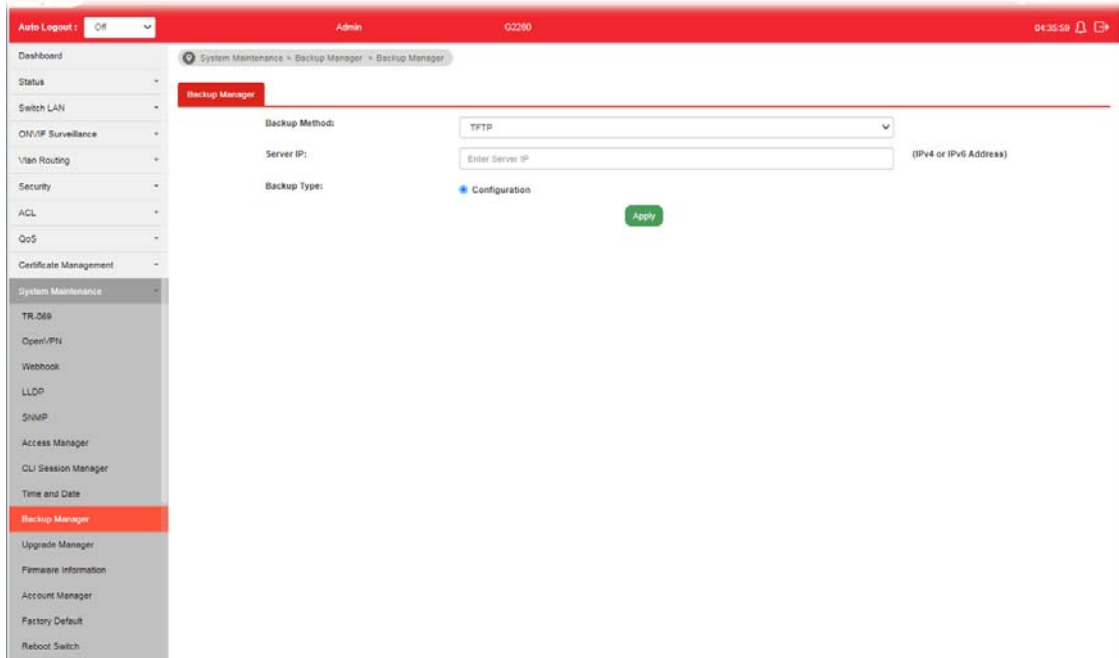 Auto Logout : Off Admin G2280 04:35:59
Dashboard
Status
Switch LAN
ONVIF Surveillance
Vlan Routing
Security
ACL
QoS
Certificate Management
System Maintenance
TR-069
OpenVPN
Webhook
LLDP
SNMP
Access Manager
CLI Session Manager
Time and Date
Backup Manager
Upgrade Manager
Firmware Information
Account Manager
Factory Default
Reboot Switch
System Maintenance > Backup Manager > Backup Manager
Backup Manager
Backup Method: TFTP
Server IP: Enter Server IP (IPv4 or IPv6 Address)
Backup Type: Configuration
Apply